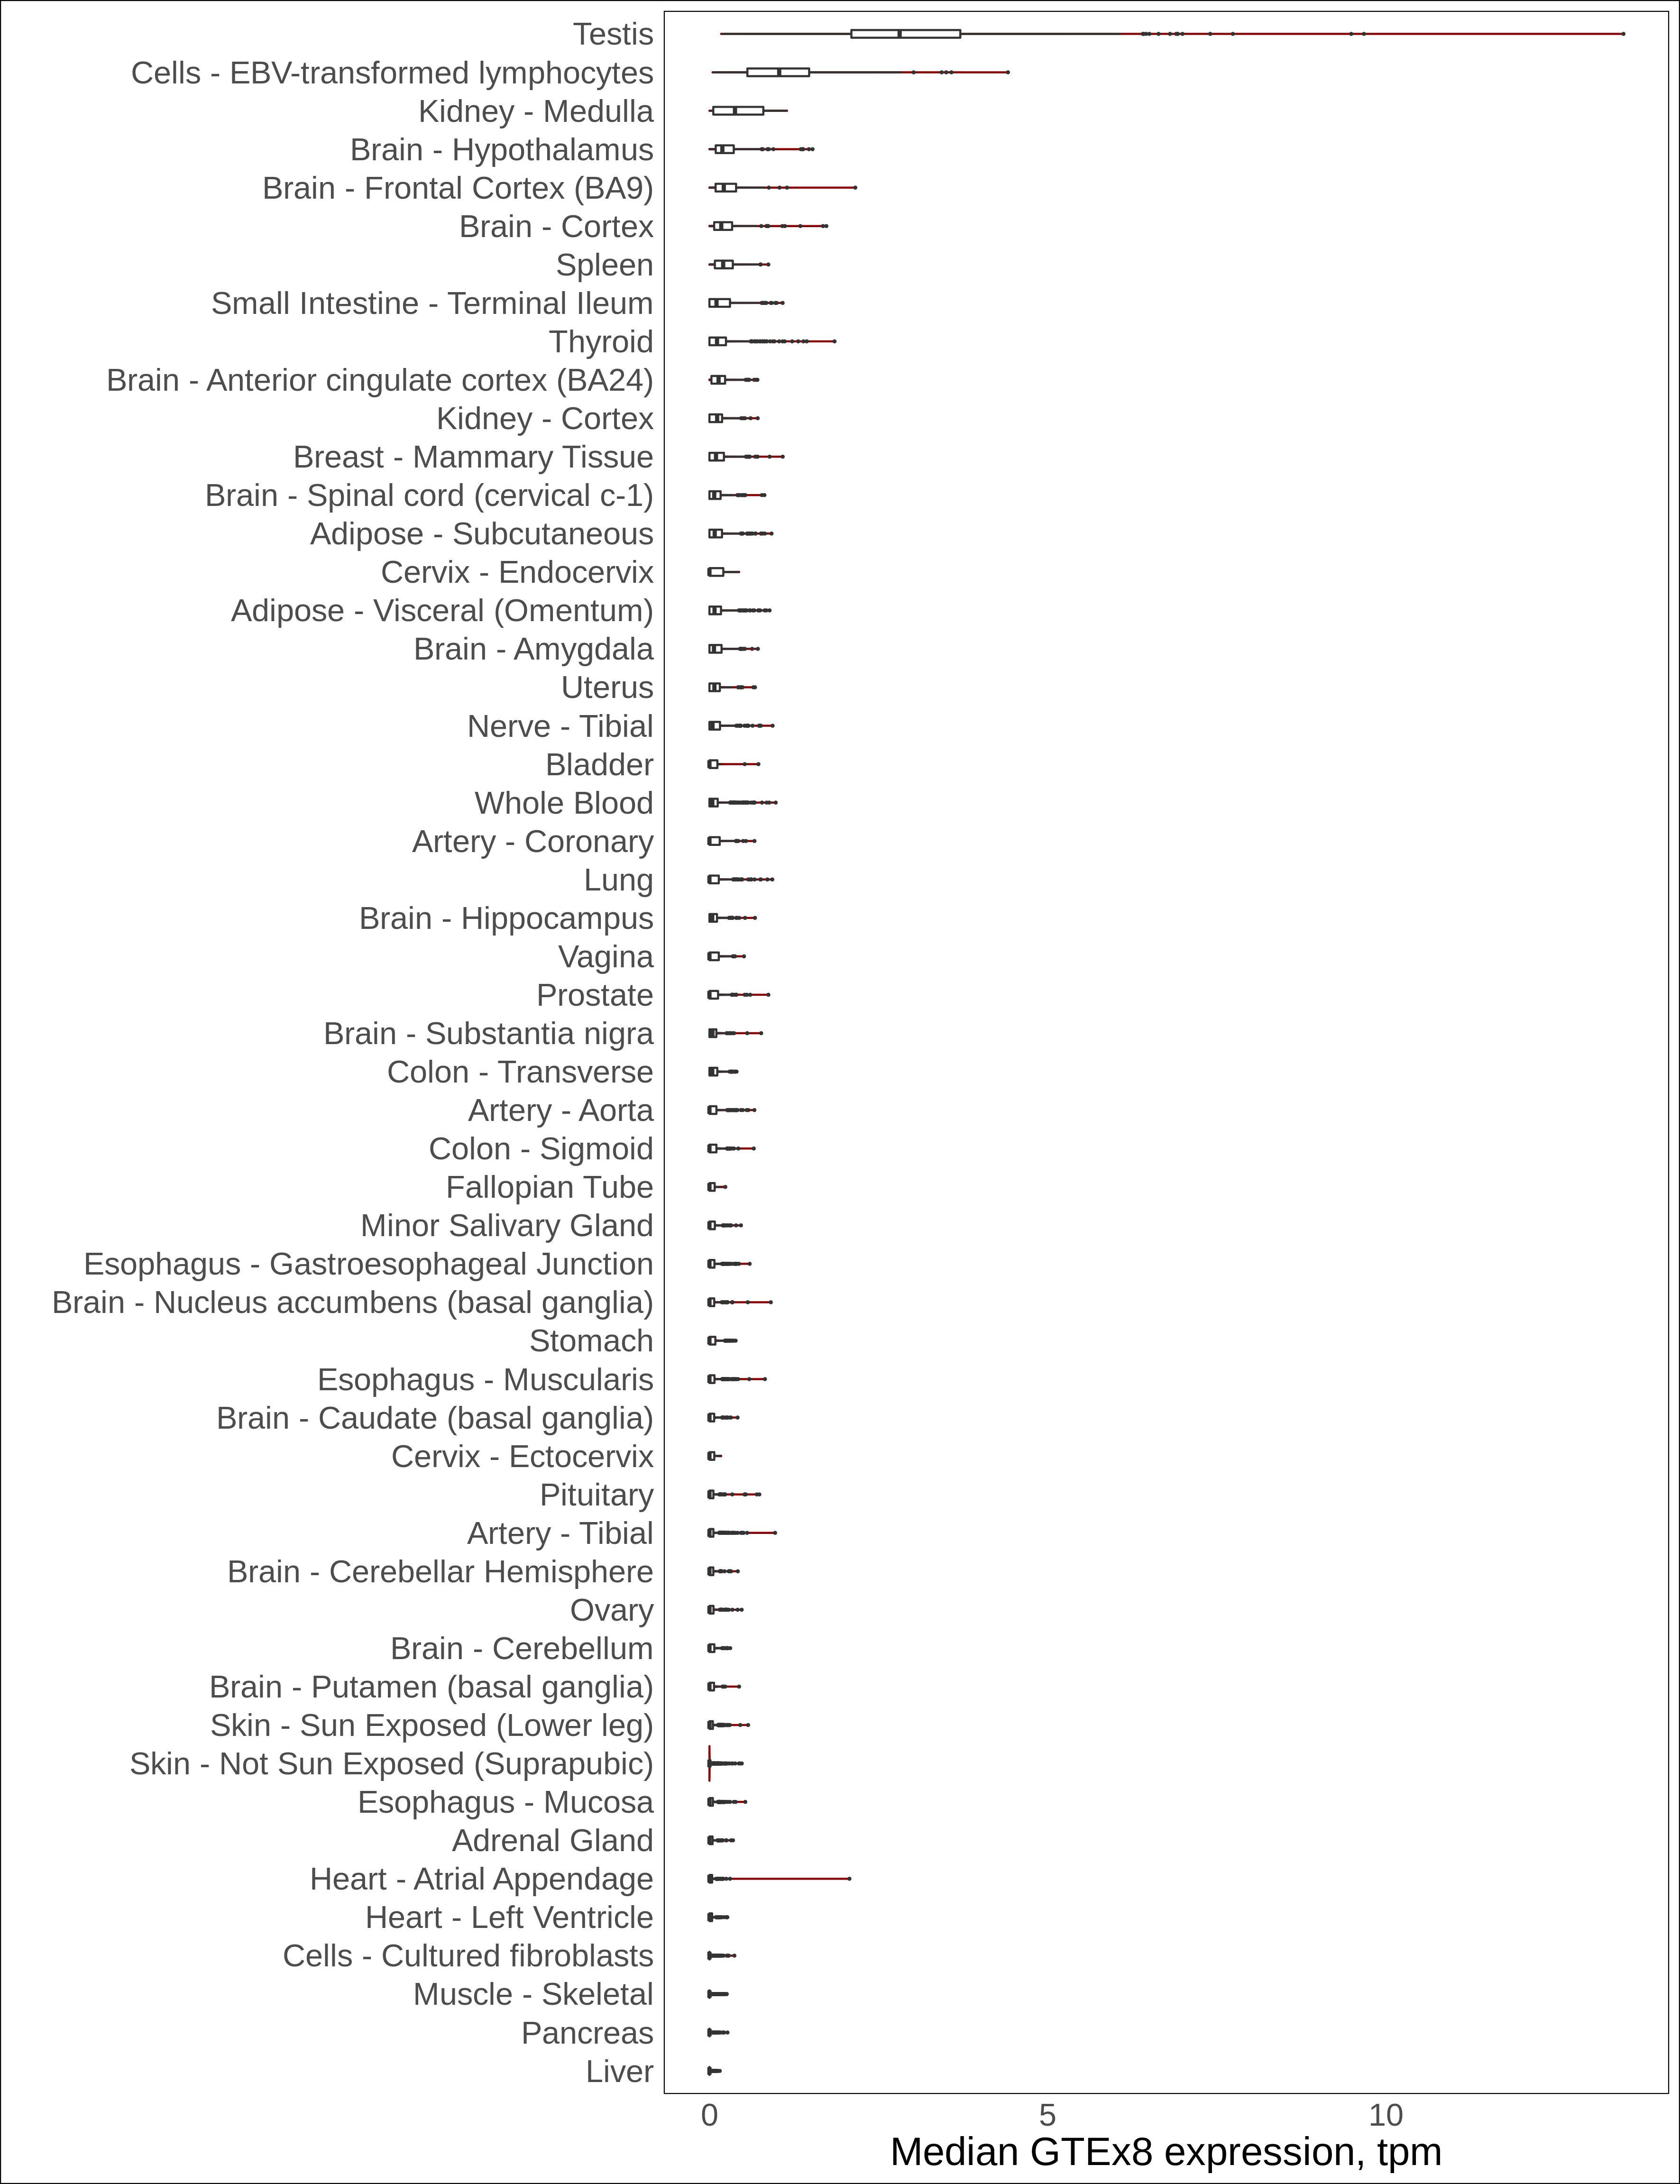 Testis
Cells - EBV-transformed lymphocytes
Kidney - Medulla
Brain - Hypothalamus
Brain - Frontal Cortex (BA9)
Brain - Cortex
Spleen
Small Intestine - Terminal Ileum
Thyroid
Brain - Anterior cingulate cortex (BA24)
Kidney - Cortex
Breast - Mammary Tissue
Brain - Spinal cord (cervical c-1)
Adipose - Subcutaneous
Cervix - Endocervix
Adipose - Visceral (Omentum)
Brain - Amygdala
Uterus
Nerve - Tibial
Bladder
Whole Blood
Artery - Coronary
Lung
Brain - Hippocampus
Vagina
Prostate
Brain - Substantia nigra
Colon - Transverse
Artery - Aorta
Colon - Sigmoid
Fallopian Tube
Minor Salivary Gland
Esophagus - Gastroesophageal Junction
Brain - Nucleus accumbens (basal ganglia)
Stomach
Esophagus - Muscularis
Brain - Caudate (basal ganglia)
Cervix - Ectocervix
Pituitary
Artery - Tibial
Brain - Cerebellar Hemisphere
Ovary
Brain - Cerebellum
Brain - Putamen (basal ganglia)
Skin - Sun Exposed (Lower leg)
Skin - Not Sun Exposed (Suprapubic)
Esophagus - Mucosa
Adrenal Gland
Heart - Atrial Appendage
Heart - Left Ventricle
Cells - Cultured fibroblasts
Muscle - Skeletal
Pancreas
Liver
0 5 10
Median GTEx8 expression, tpm